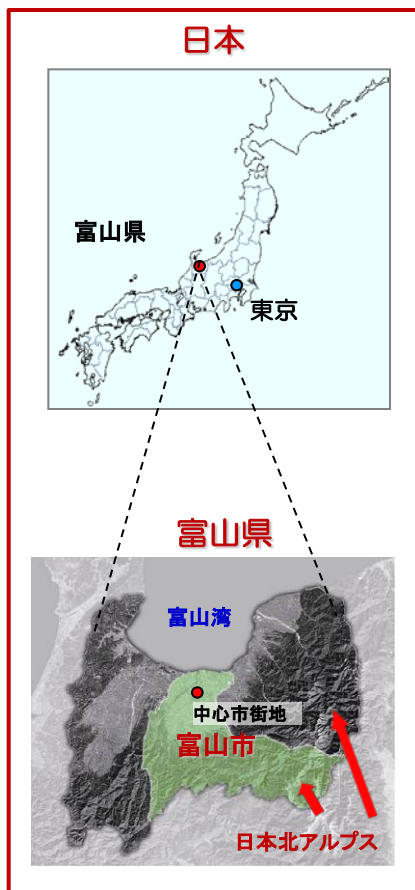 日本
富山県
東京
富山県
富山湾
中心市街地
富山市
日本北アルプス